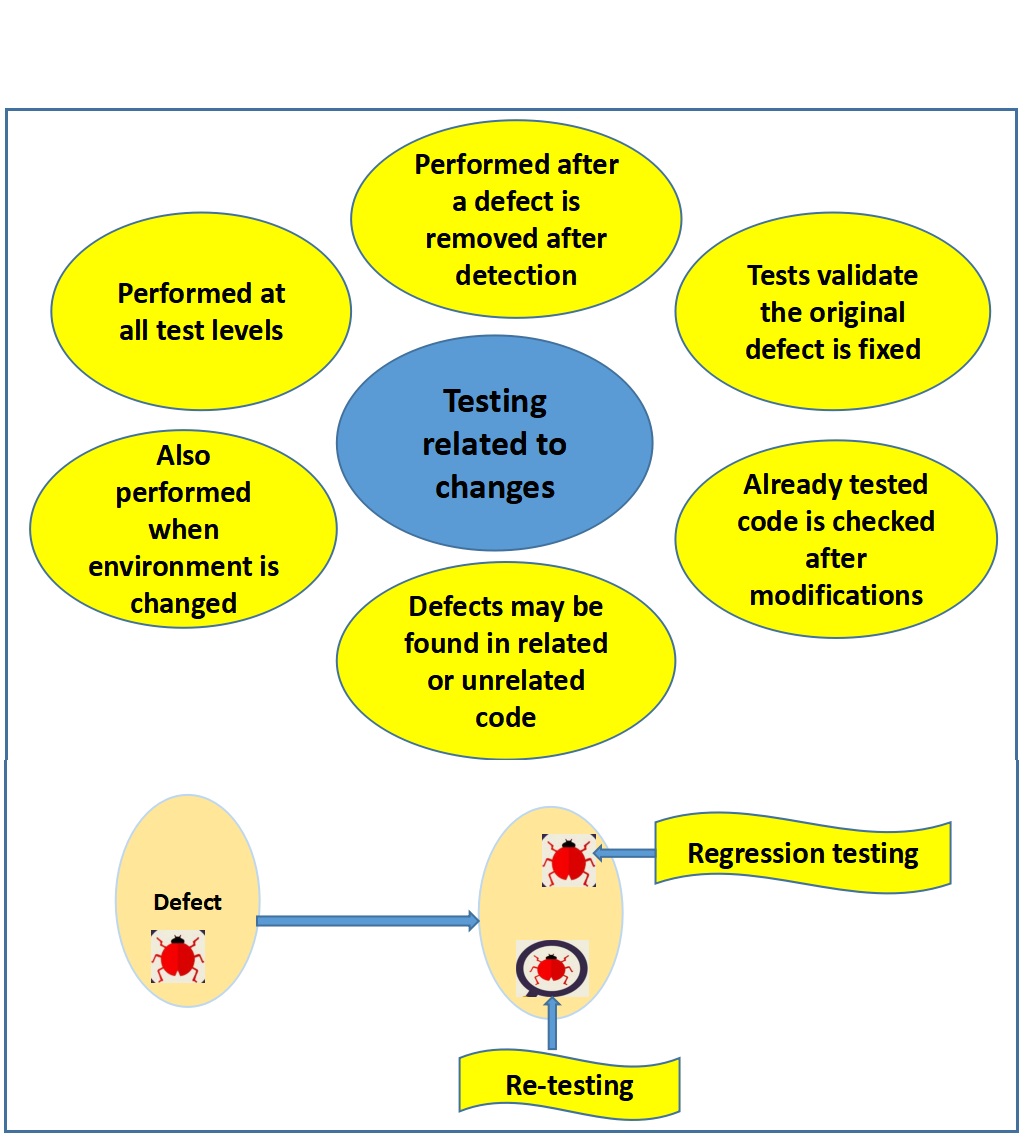 Performed after
a defect is
removed after
detection
Performed at
all test levels
Tests validate
the original
defect is fixed
Testing
related to
changes
Also
performed
when
environment is
changed
Already tested
code is checked
after
modifications
Defects may be
found in related
or unrelated
code
Defect
Regression testing
Re-testing